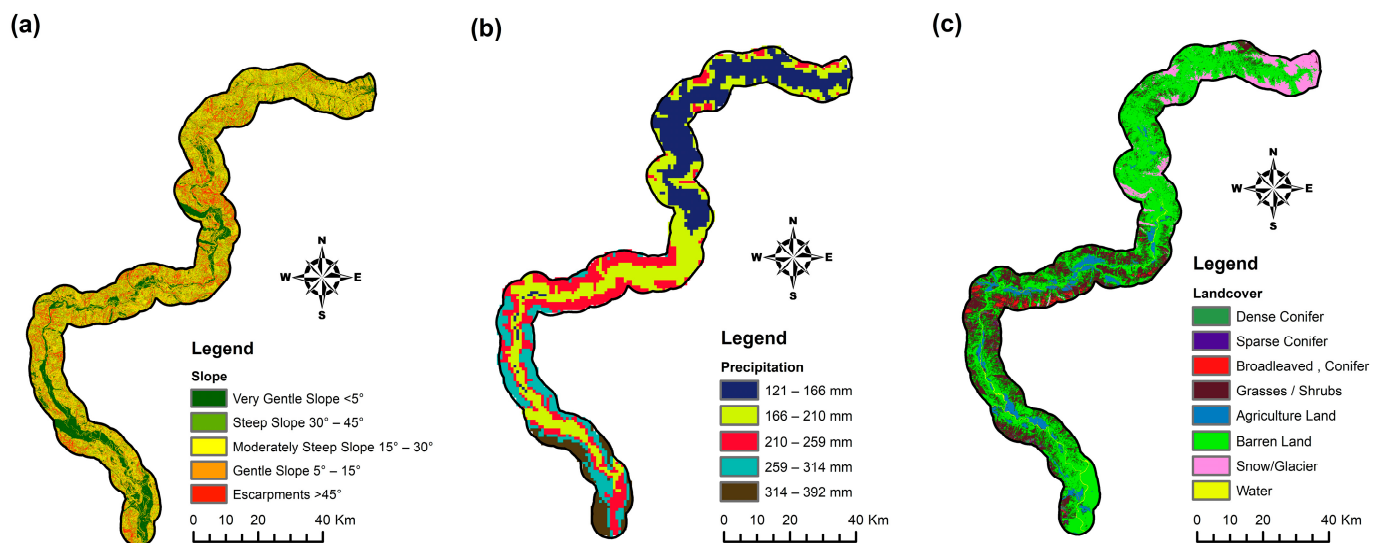 (a)
N
W E
S
Legend
Slope
Very Gentle Slope <5°
Steep Slope 30° – 45°
Moderately Steep Slope 15° – 30°
Gentle Slope 5° – 15°
Escarpments >45°
0 10 20 40 Km
(b)
N
W E
S
Legend
Precipitation
121 – 166 mm
166 – 210 mm
210 – 259 mm
259 – 314 mm
314 – 392 mm
0 10 20 40 Km
(c)
N
W E
S
Legend
Landcover
Dense Conifer
Sparse Conifer
Broadleaved , Conifer
Grasses / Shrubs
Agriculture Land
Barren Land
Snow/Glacier
Water
0 10 20 40 Km